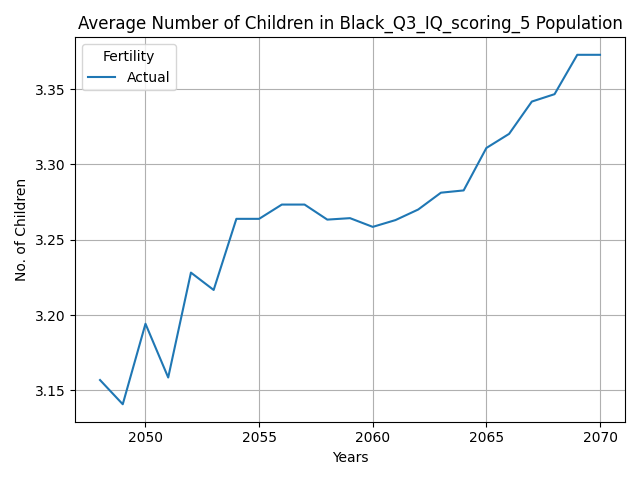 Average Number of Children in Black_Q3_IQ_scoring_5 Population
Fertility
Actual
No. of Children
3.35
3.30
3.25
3.20
3.15
2050 2055 2060 2065 2070
Years